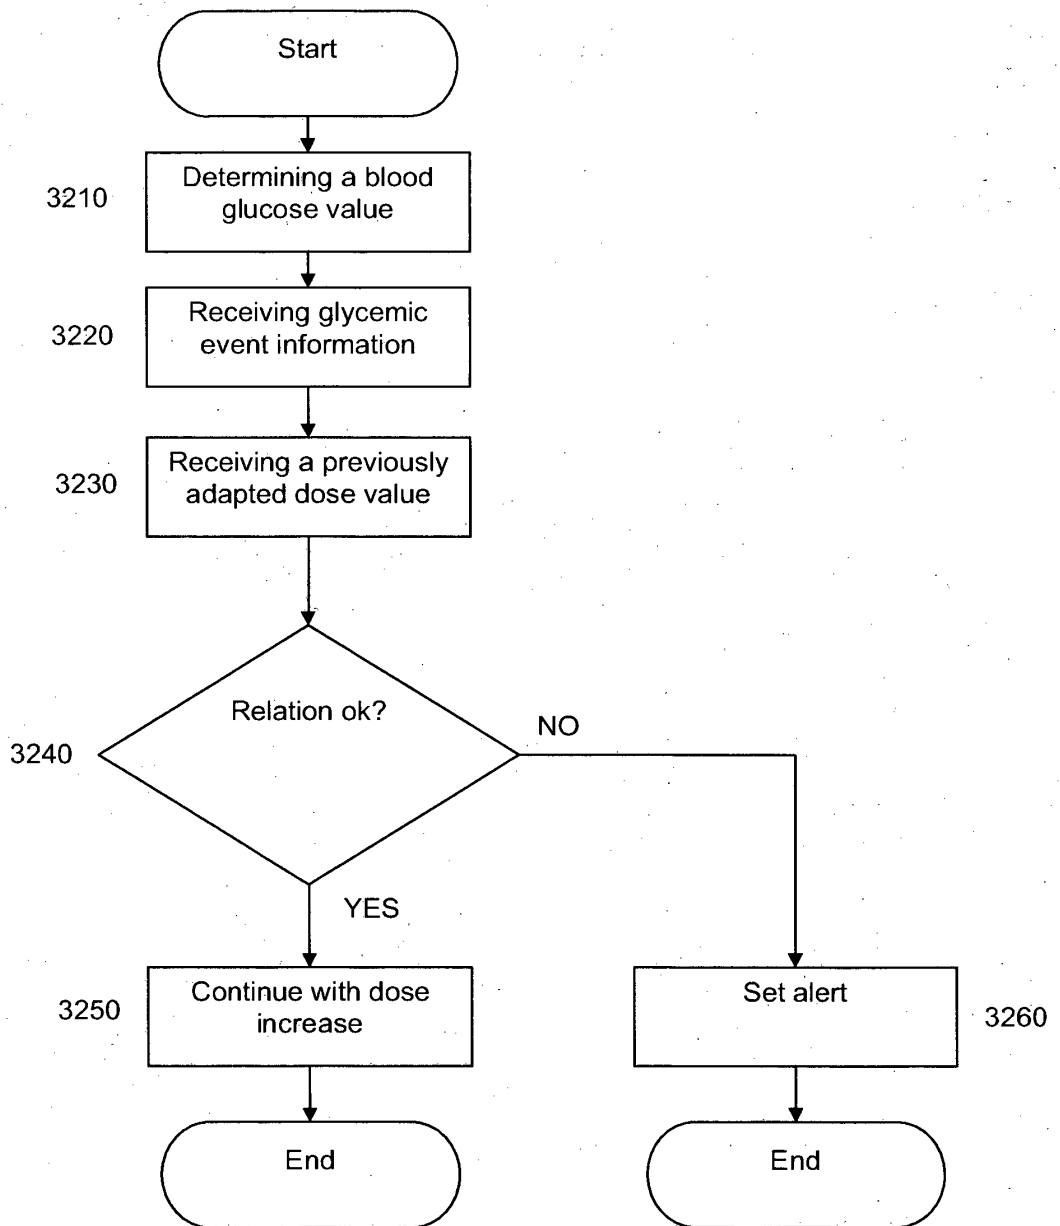 Start
3210
Determining a blood
glucose value
3220
Receiving glycemic
event information
3230
Receiving a previously
adapted dose value
3240
Relation ok?
NO
YES
3250
Continue with dose
increase
Set alert
3260
End
End